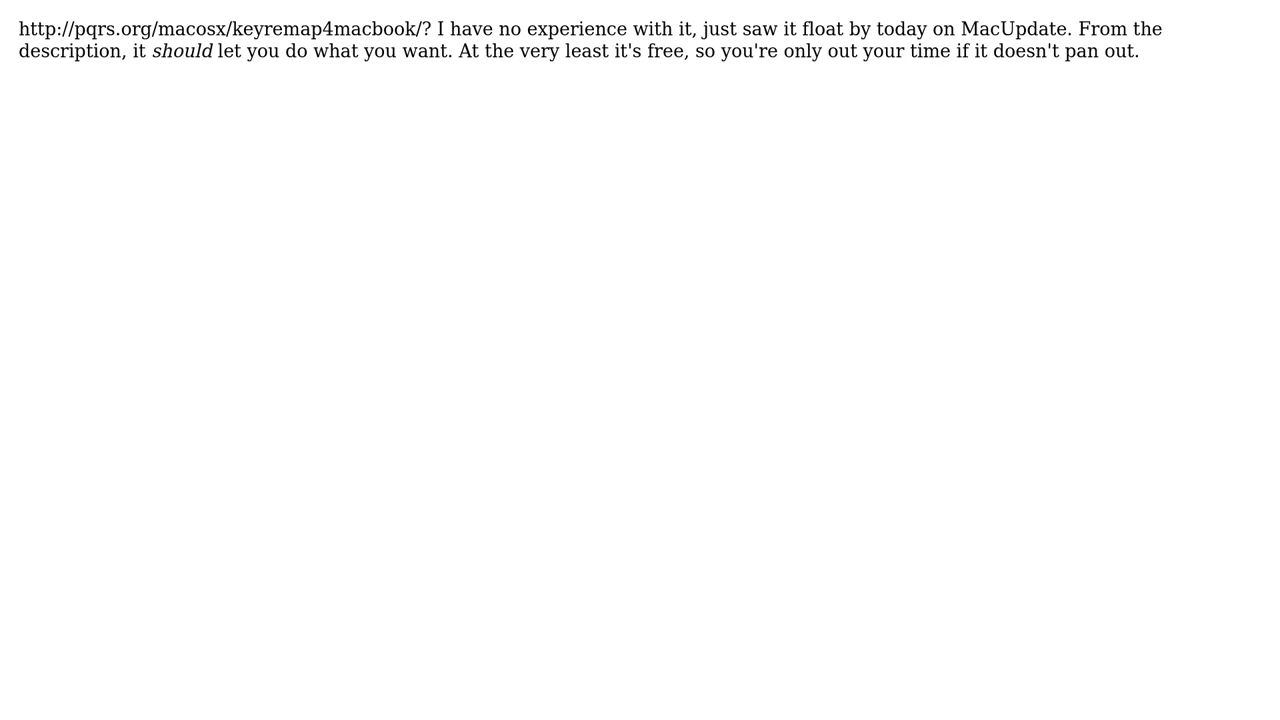 http://pqrs.org/macosx/keyremap4macbook/? I have no experience with it, just saw it float by today on MacUpdate. From the
description, it should let you do what you want. At the very least it's free, so you're only out your time if it doesn't pan out.